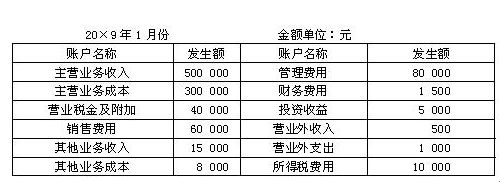 20×9年1月份 金额单位：元
账户名称 发生额 账户名称 发生额
主营业务收入 500 000 管理费用 80 000
主营业务成本 300 000 财务费用 1 500
营业税金及附加 40 000 投资收益 5 000
销售费用 60 000 营业外收入 500
其他业务收入 15 000 营业外支出 1 000
其他业务成本 8 000 所得税费用 10 000